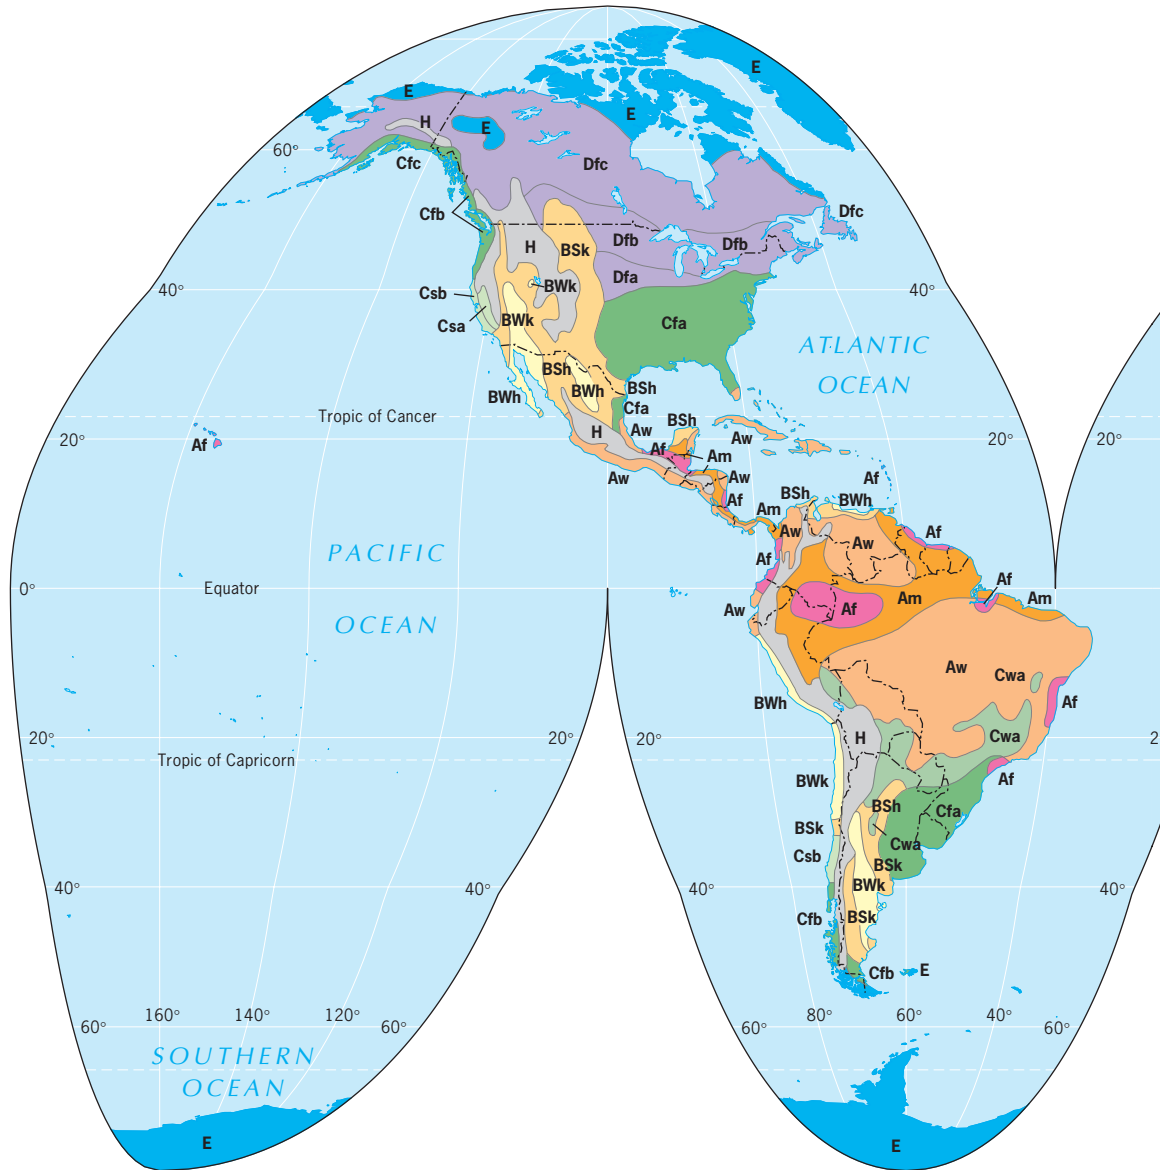 E
E
E
H
E
60°
Cfc
Dfc
Dfc
Cfb
H
BSk
Dfb
Dfb
Dfa
40°
Csb
BWk
40°
Csa
BWk
Cfa
ATLANTIC
OCEAN
BSh
BWh
BWh
BSh
Cfa
Tropic of Cancer
BSh
20°
Af
H
Aw
Aw
20°
20°
Af
Am
Aw
Aw
Af
Af
BSh
BWh
Am
Aw
Aw
Af
PACIFIC
Af
Af
0°
Equator
Af
Am
Am
OCEAN
Aw
Aw
Cwa
BWh
Af
20°
20°
20°
H
Cwa
2
Tropic of Capricorn
BWk
Af
BSh
Cfa
BSk
Cwa
Csb
BSk
40°
40°
40°
BWk
40°
Cfb
BSk
Cfb
E
60°
160°
140°
120°
60°
60°
80°
60°
40°
60°
SOUTHERN
OCEAN
E
E